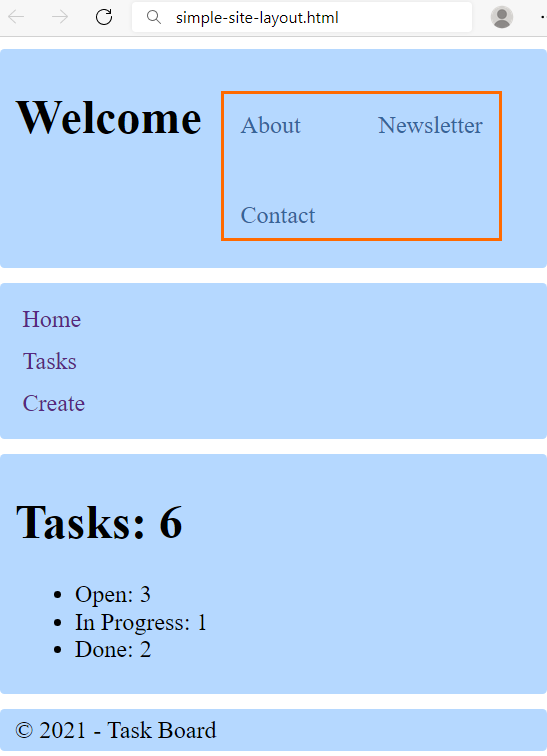 simple-site-layout.html
Welcome
About Newsletter
Contact
Home
Tasks
Create
Tasks: 6
Open: 3
In Progress: 1
Done: 2
© 2021 - Task Board